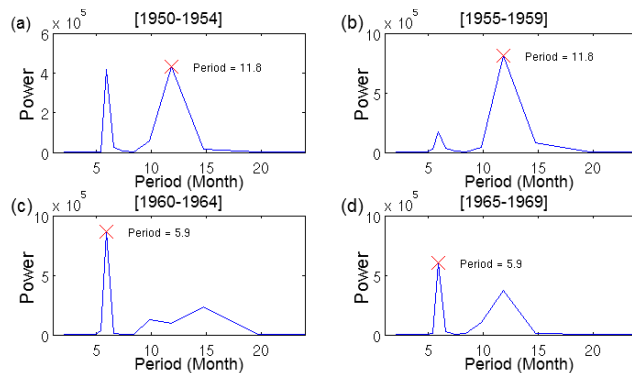 (a) x 10^5 [1950-1954]
6
4
2
0
Power
Period = 11.8
5 10 15 20
Period (Month)
(b) x 10^5 [1955-1959]
10
5
0
Power
Period = 11.8
5 10 15 20
Period (Month)
(c) x 10^5 [1960-1964]
10
5
0
Power
Period = 5.9
5 10 15 20
Period (Month)
(d) x 10^5 [1965-1969]
10
5
0
Power
Period = 5.9
5 10 15 20
Period (Month)